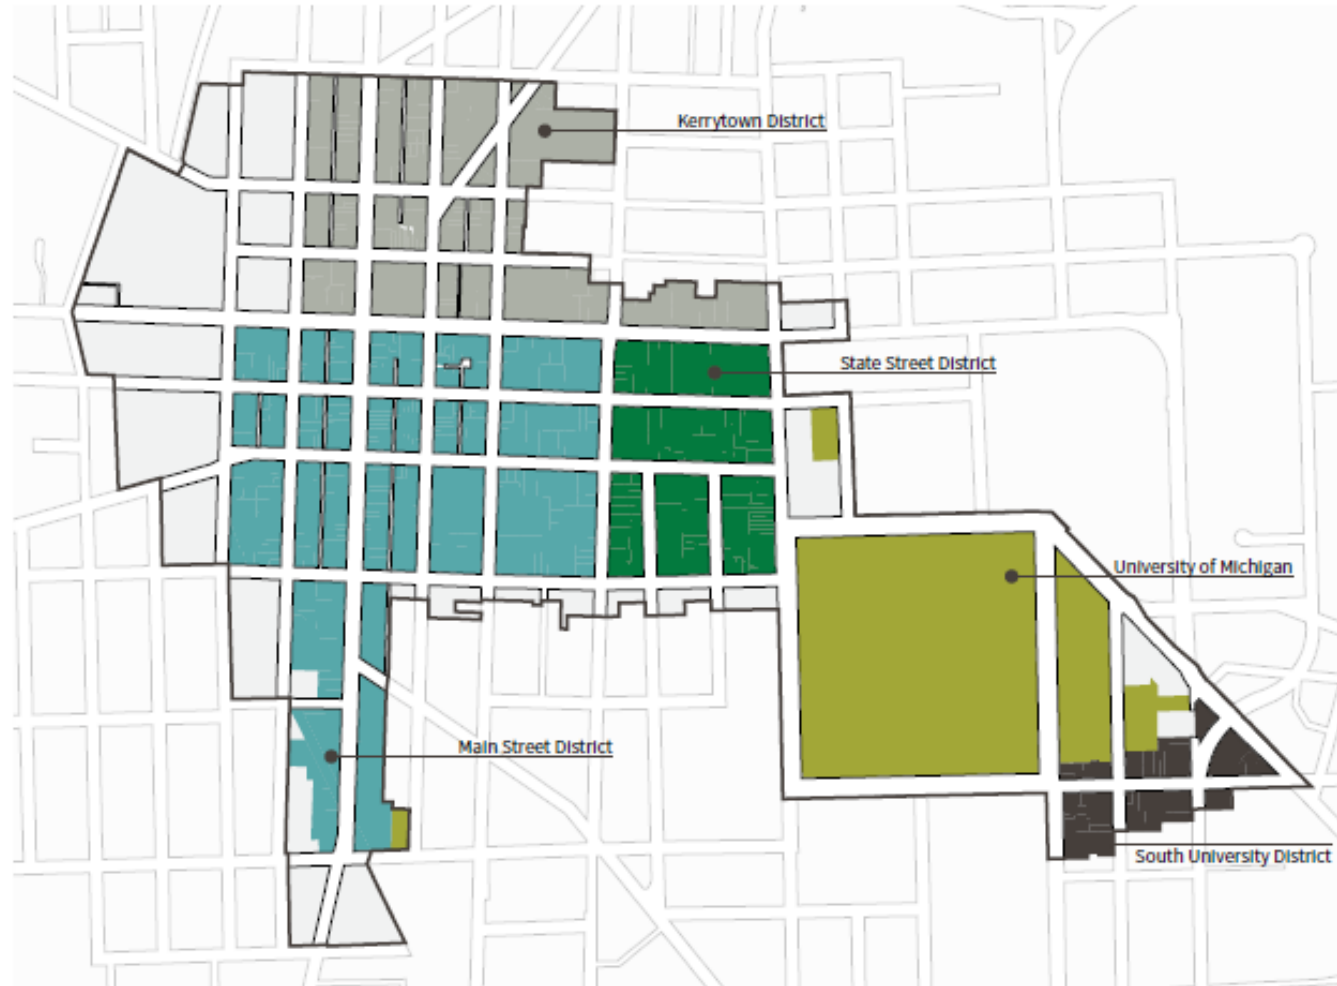 Kerrytown District
State Street District
University of Michigan
Main Street District
South University District